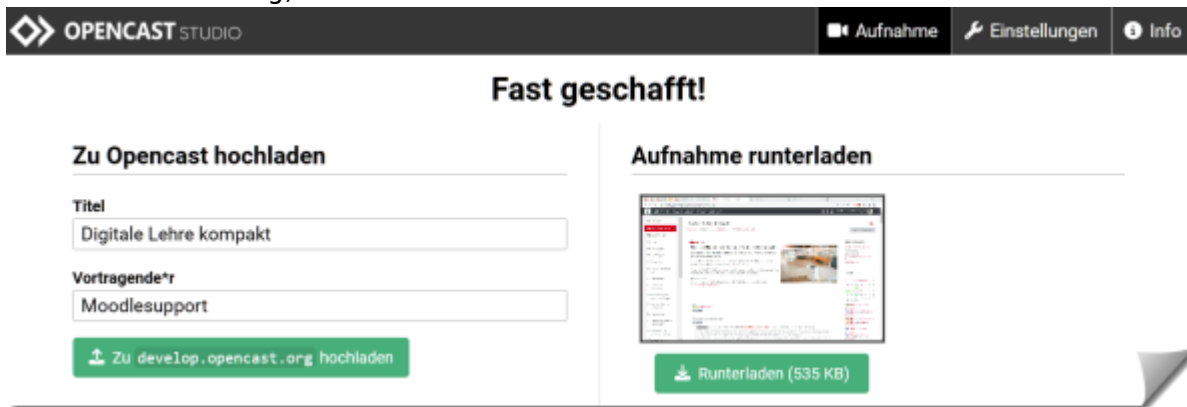 OPENCAST STUDIO
Aufnahme
Einstellungen
Info
Fast geschafft!
Zu Opencast hochladen
Titel
Digitale Lehre kompakt
Vortragende*r
Moodlesupport
Zu develop.opencast.org hochladen
Aufnahme runterladen
Runterladen (535 KB)